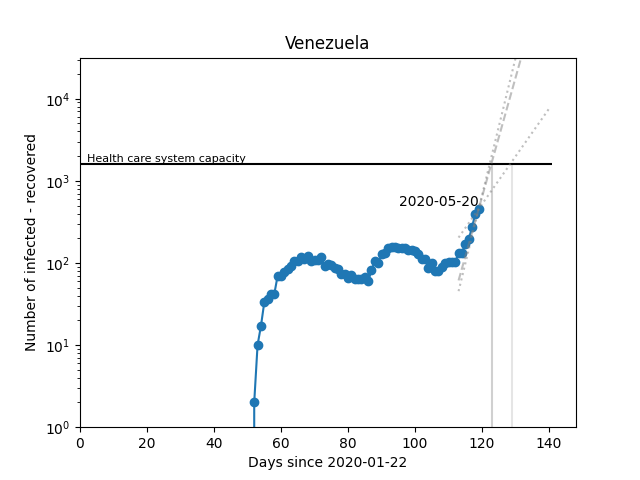 Venezuela
Number of infected - recovered
10^4
10^3
10^2
10^1
10^0
Health care system capacity
2020-05-20
0 20 40 60 80 100 120 140
Days since 2020-01-22